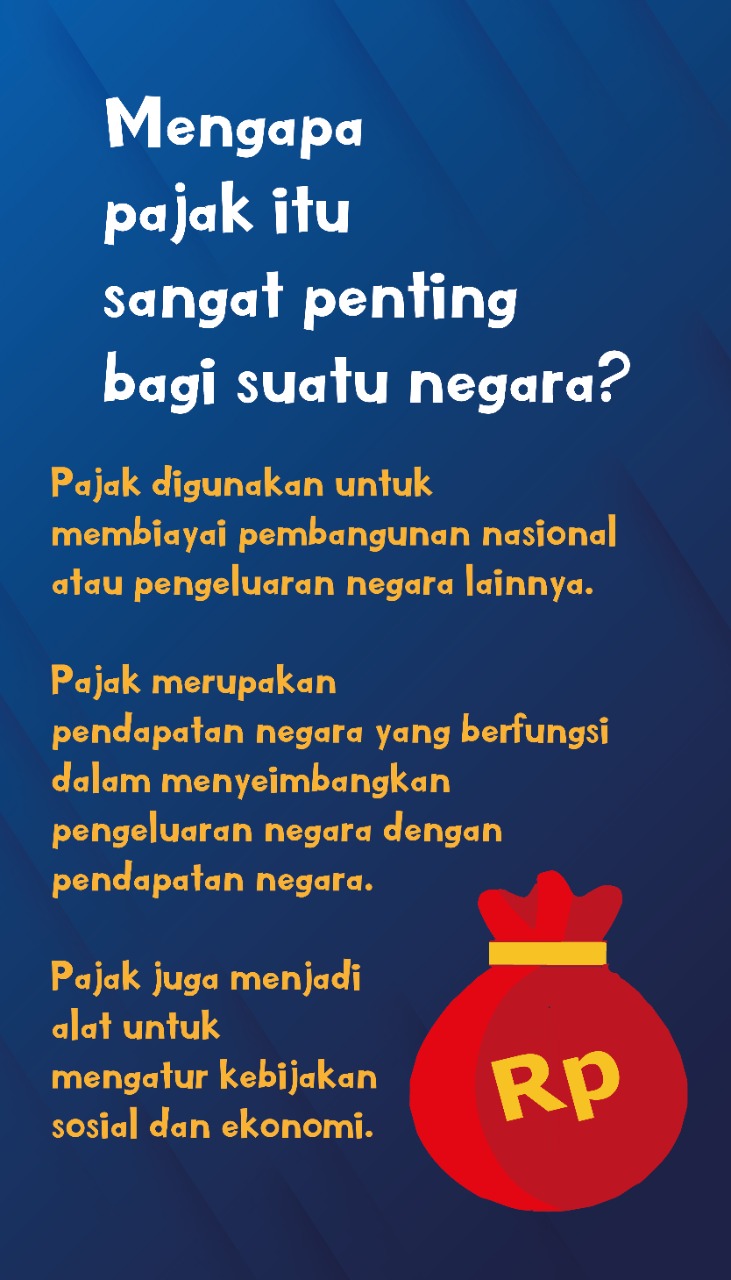 Mengapa
pajak itu
sangat penting
bagi suatu negara?
Pajak digunakan untuk
membiayai pembangunan nasional
atau pengeluaran negara lainnya.
Pajak merupakan
pendapatan negara yang berfungsi
dalam menyeimbangkan
pengeluaran negara dengan
pendapatan negara.
Pajak juga menjadi
alat untuk
mengatur kebijakan
sosial dan ekonomi.
Rp